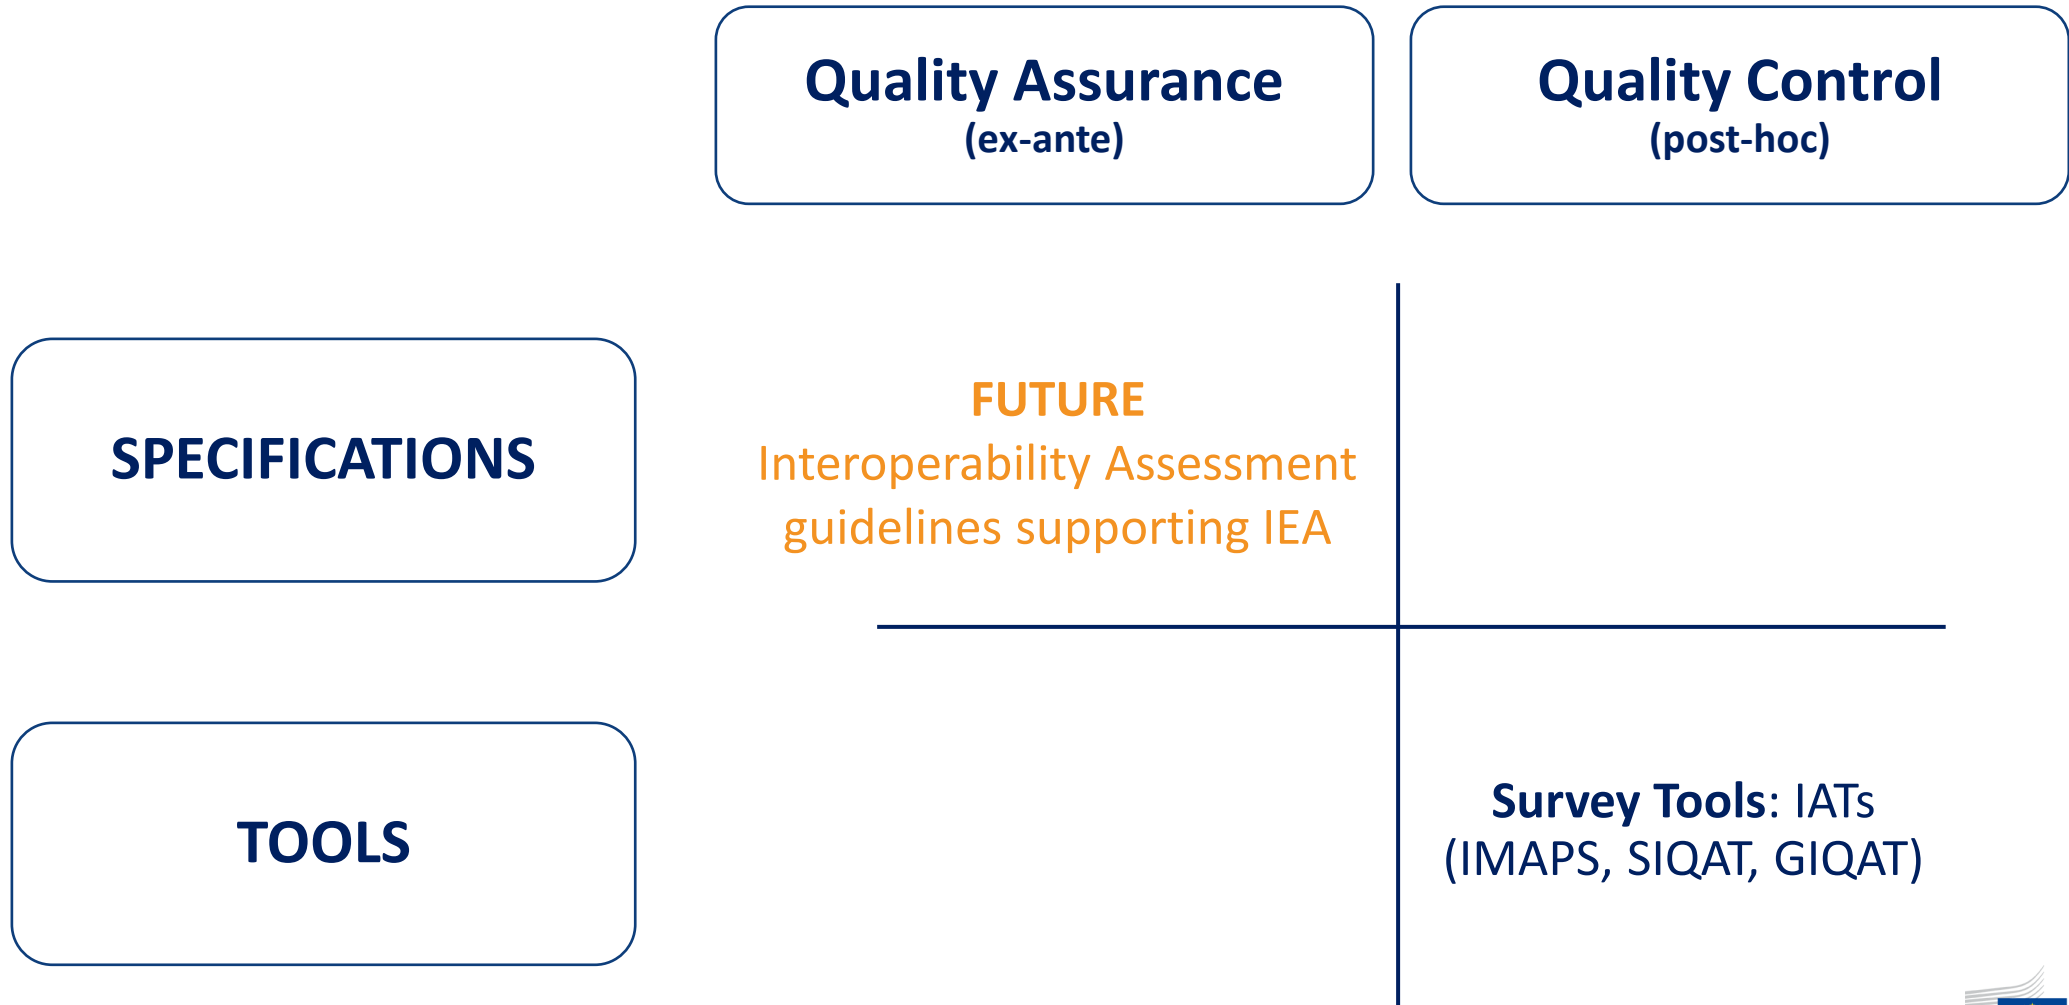 Quality Assurance
(ex-ante)
Quality Control
(post-hoc)
SPECIFICATIONS
FUTURE
Interoperability Assessment
guidelines supporting IEA
TOOLS
Survey Tools: IATs
(IMAPS, SIQAT, GIQAT)